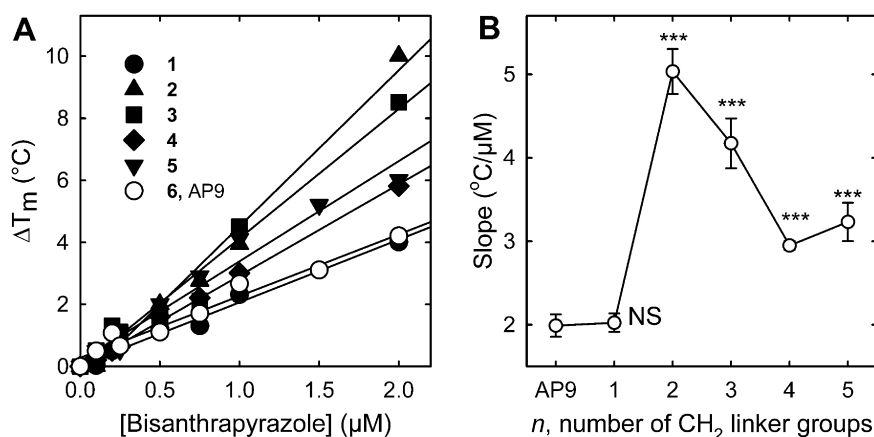 A
10
8
6
4
2
0
ΔTm (°C)
1
2
3
4
5
6, AP9
0.0 0.5 1.0 1.5 2.0
[Bisanthrapyrazole] (µM)
B
5
4
3
2
Slope (°C/µM)
***
***
***
***
NS
AP9 1 2 3 4 5
n, number of CH2 linker groups